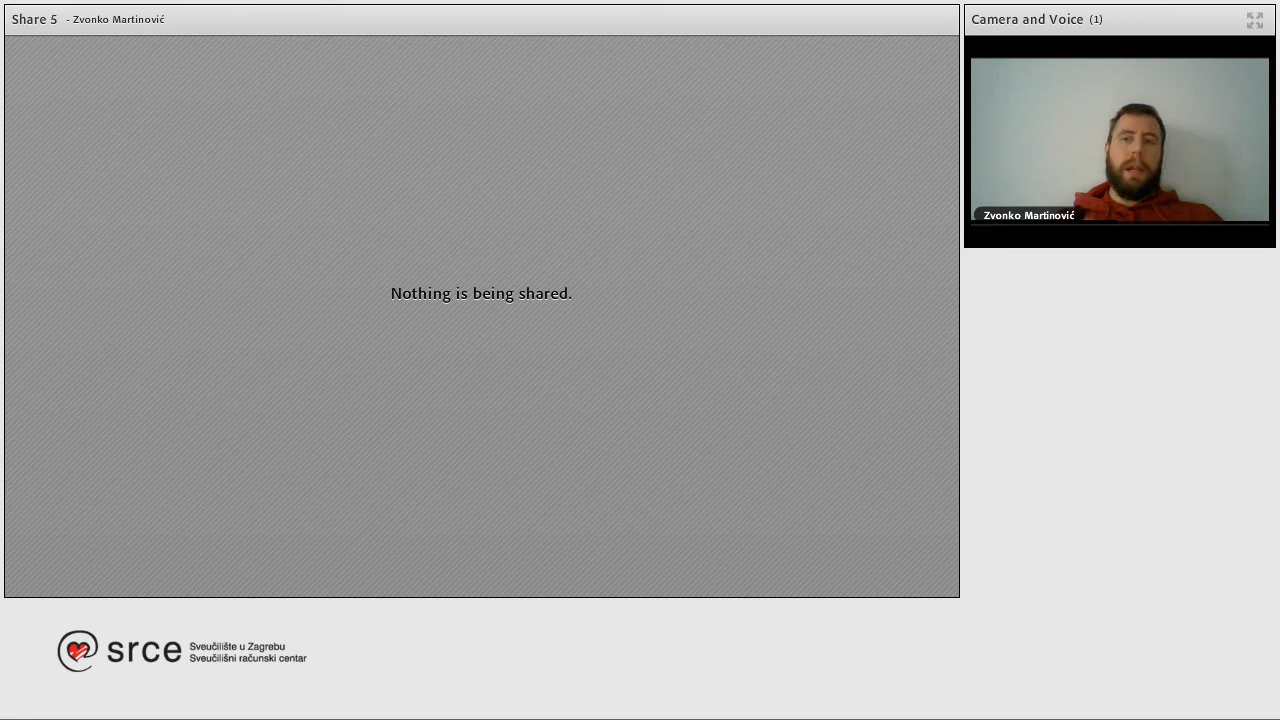 Share 5 - Zvonko Martinović
Camera and Voice (1)
Zvonko Martinović
Nothing is being shared.
srce
Sveučilište u Zagrebu
Sveučilišni računski centar